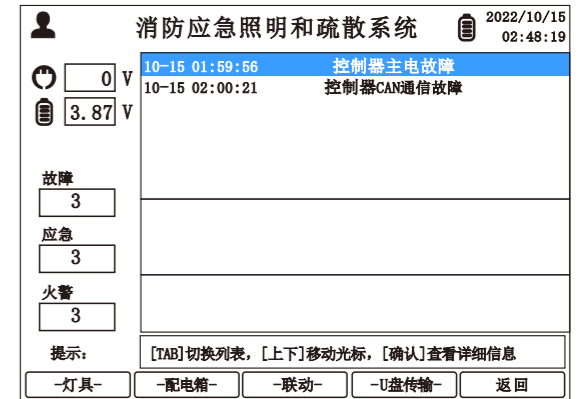 消防应急照明和疏散系统
2022/10/15
02:48:19
0 V
3.87 V
10-15 01:59:56 控制器主电故障
10-15 02:00:21 控制器CAN通信故障
故障
3
应急
3
火警
3
提示: [TAB]切换列表, [上下]移动光标, [确认]查看详细信息
-灯具- -配电箱- -联动- -U盘传输- 返回